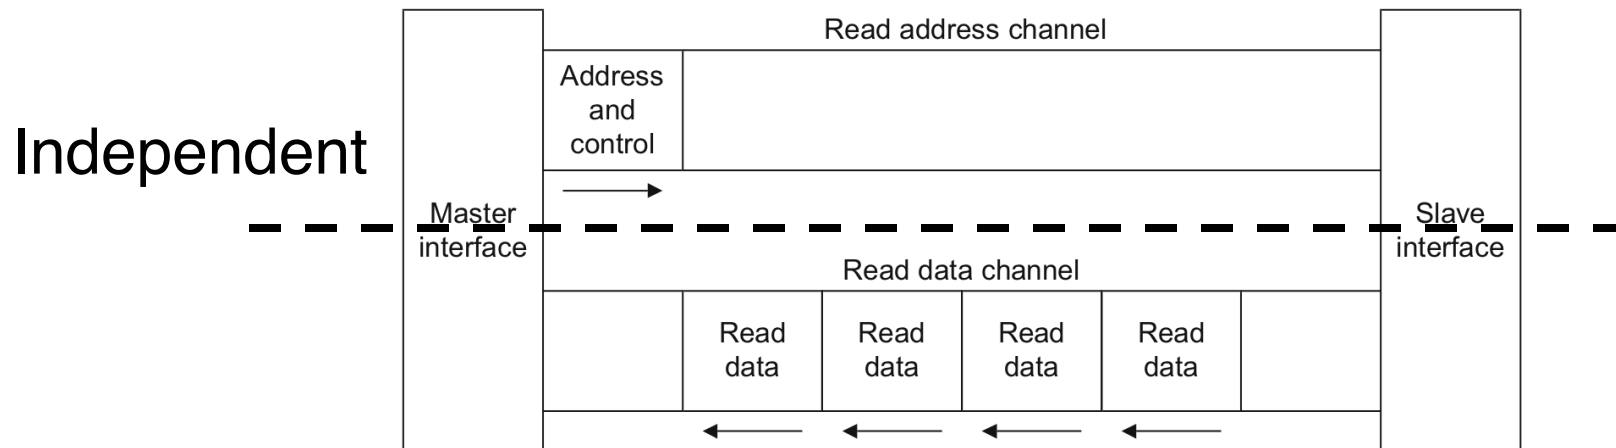 Read address channel
Address
and
control
Independent
Master
interface
Slave
interface
Read data channel
Read
data
Read
data
Read
data
Read
data